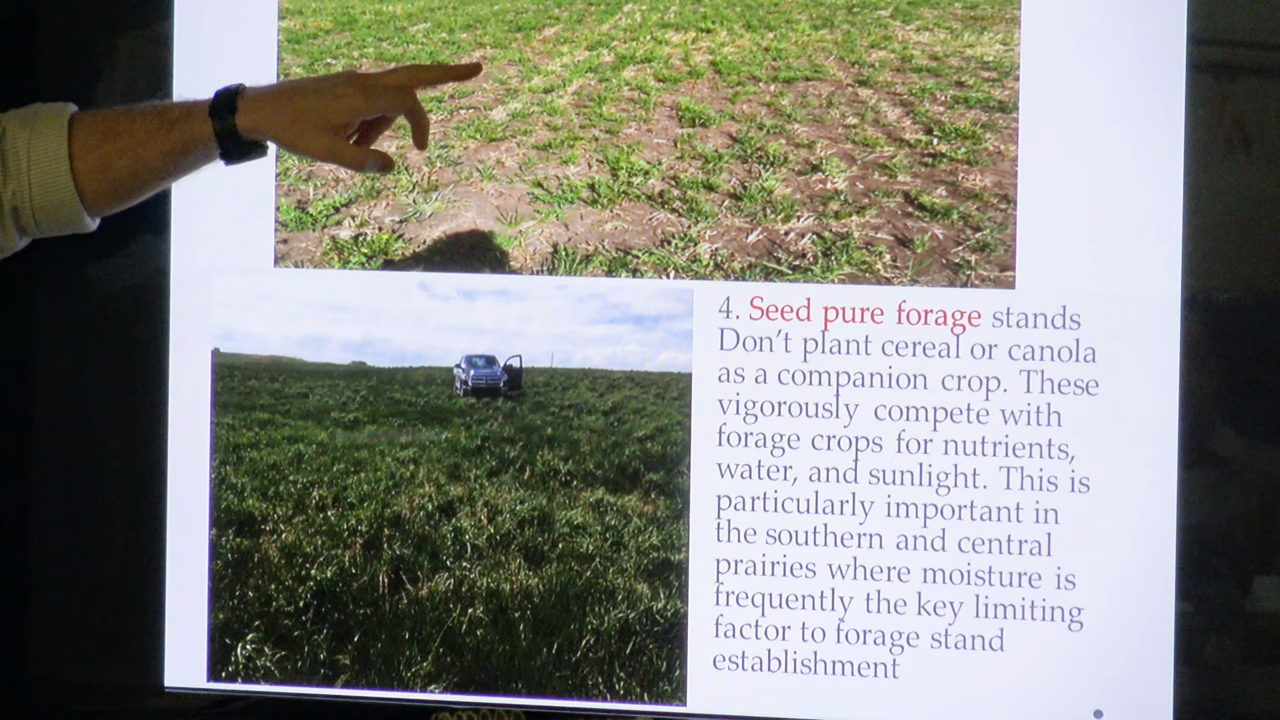 4. Seed pure forage stands
Don't plant cereal or canola
as a companion crop. These
vigorously compete with
forage crops for nutrients,
water, and sunlight. This is
particularly important in
the southern and central
prairies where moisture is
frequently the key limiting
factor to forage stand
establishment